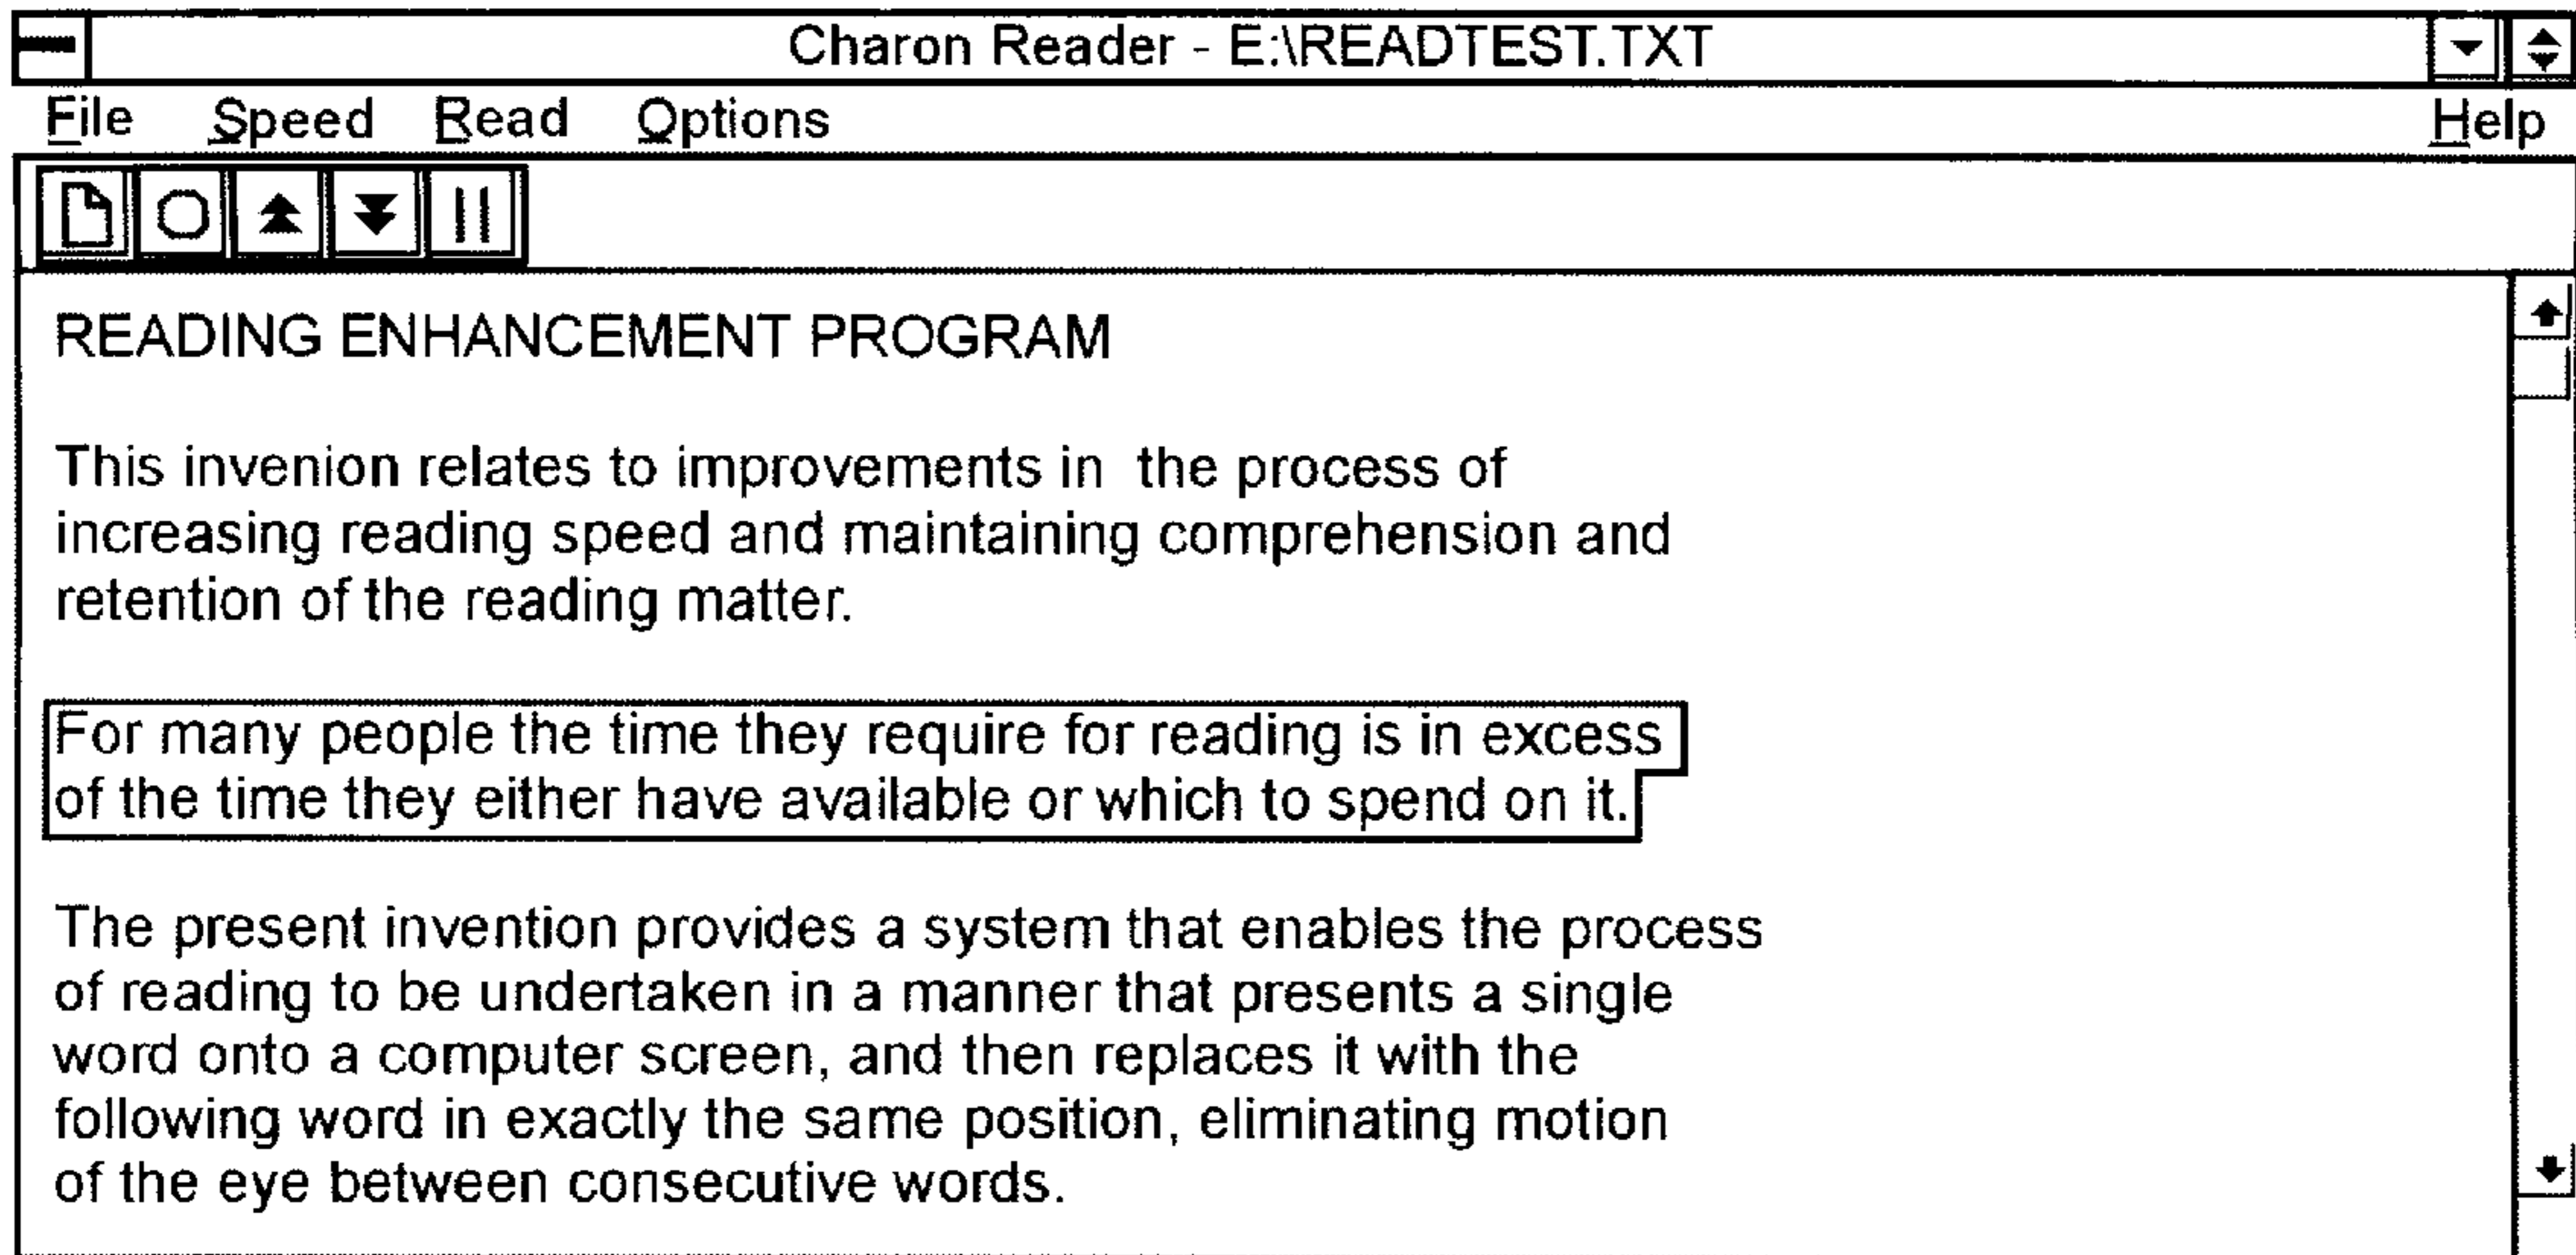 Charon Reader - E:\READTEST.TXT
File Speed Read Options Help
READING ENHANCEMENT PROGRAM
This invenion relates to improvements in  the process of
increasing reading speed and maintaining comprehension and
retention of the reading matter.
For many people the time they require for reading is in excess
of the time they either have available or which to spend on it.
The present invention provides a system that enables the process
of reading to be undertaken in a manner that presents a single
word onto a computer screen, and then replaces it with the
following word in exactly the same position, eliminating motion
of the eye between consecutive words.